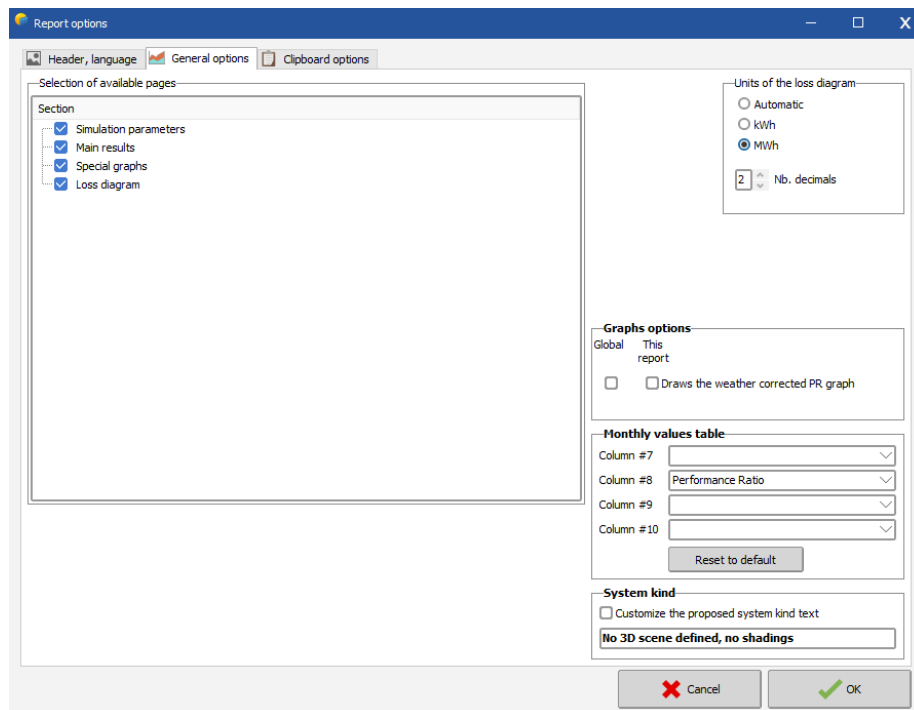 Report options
Header, language
General options
Clipboard options
Selection of available pages
Section
Simulation parameters
Main results
Special graphs
Loss diagram
Units of the loss diagram
Automatic
kWh
MWh
2 Nb. decimals
Graphs options
Global This
report
Draws the weather corrected PR graph
Monthly values table
Column #7
Column #8 Performance Ratio
Column #9
Column #10
Reset to default
System kind
Customize the proposed system kind text
No 3D scene defined, no shadings
Cancel
OK